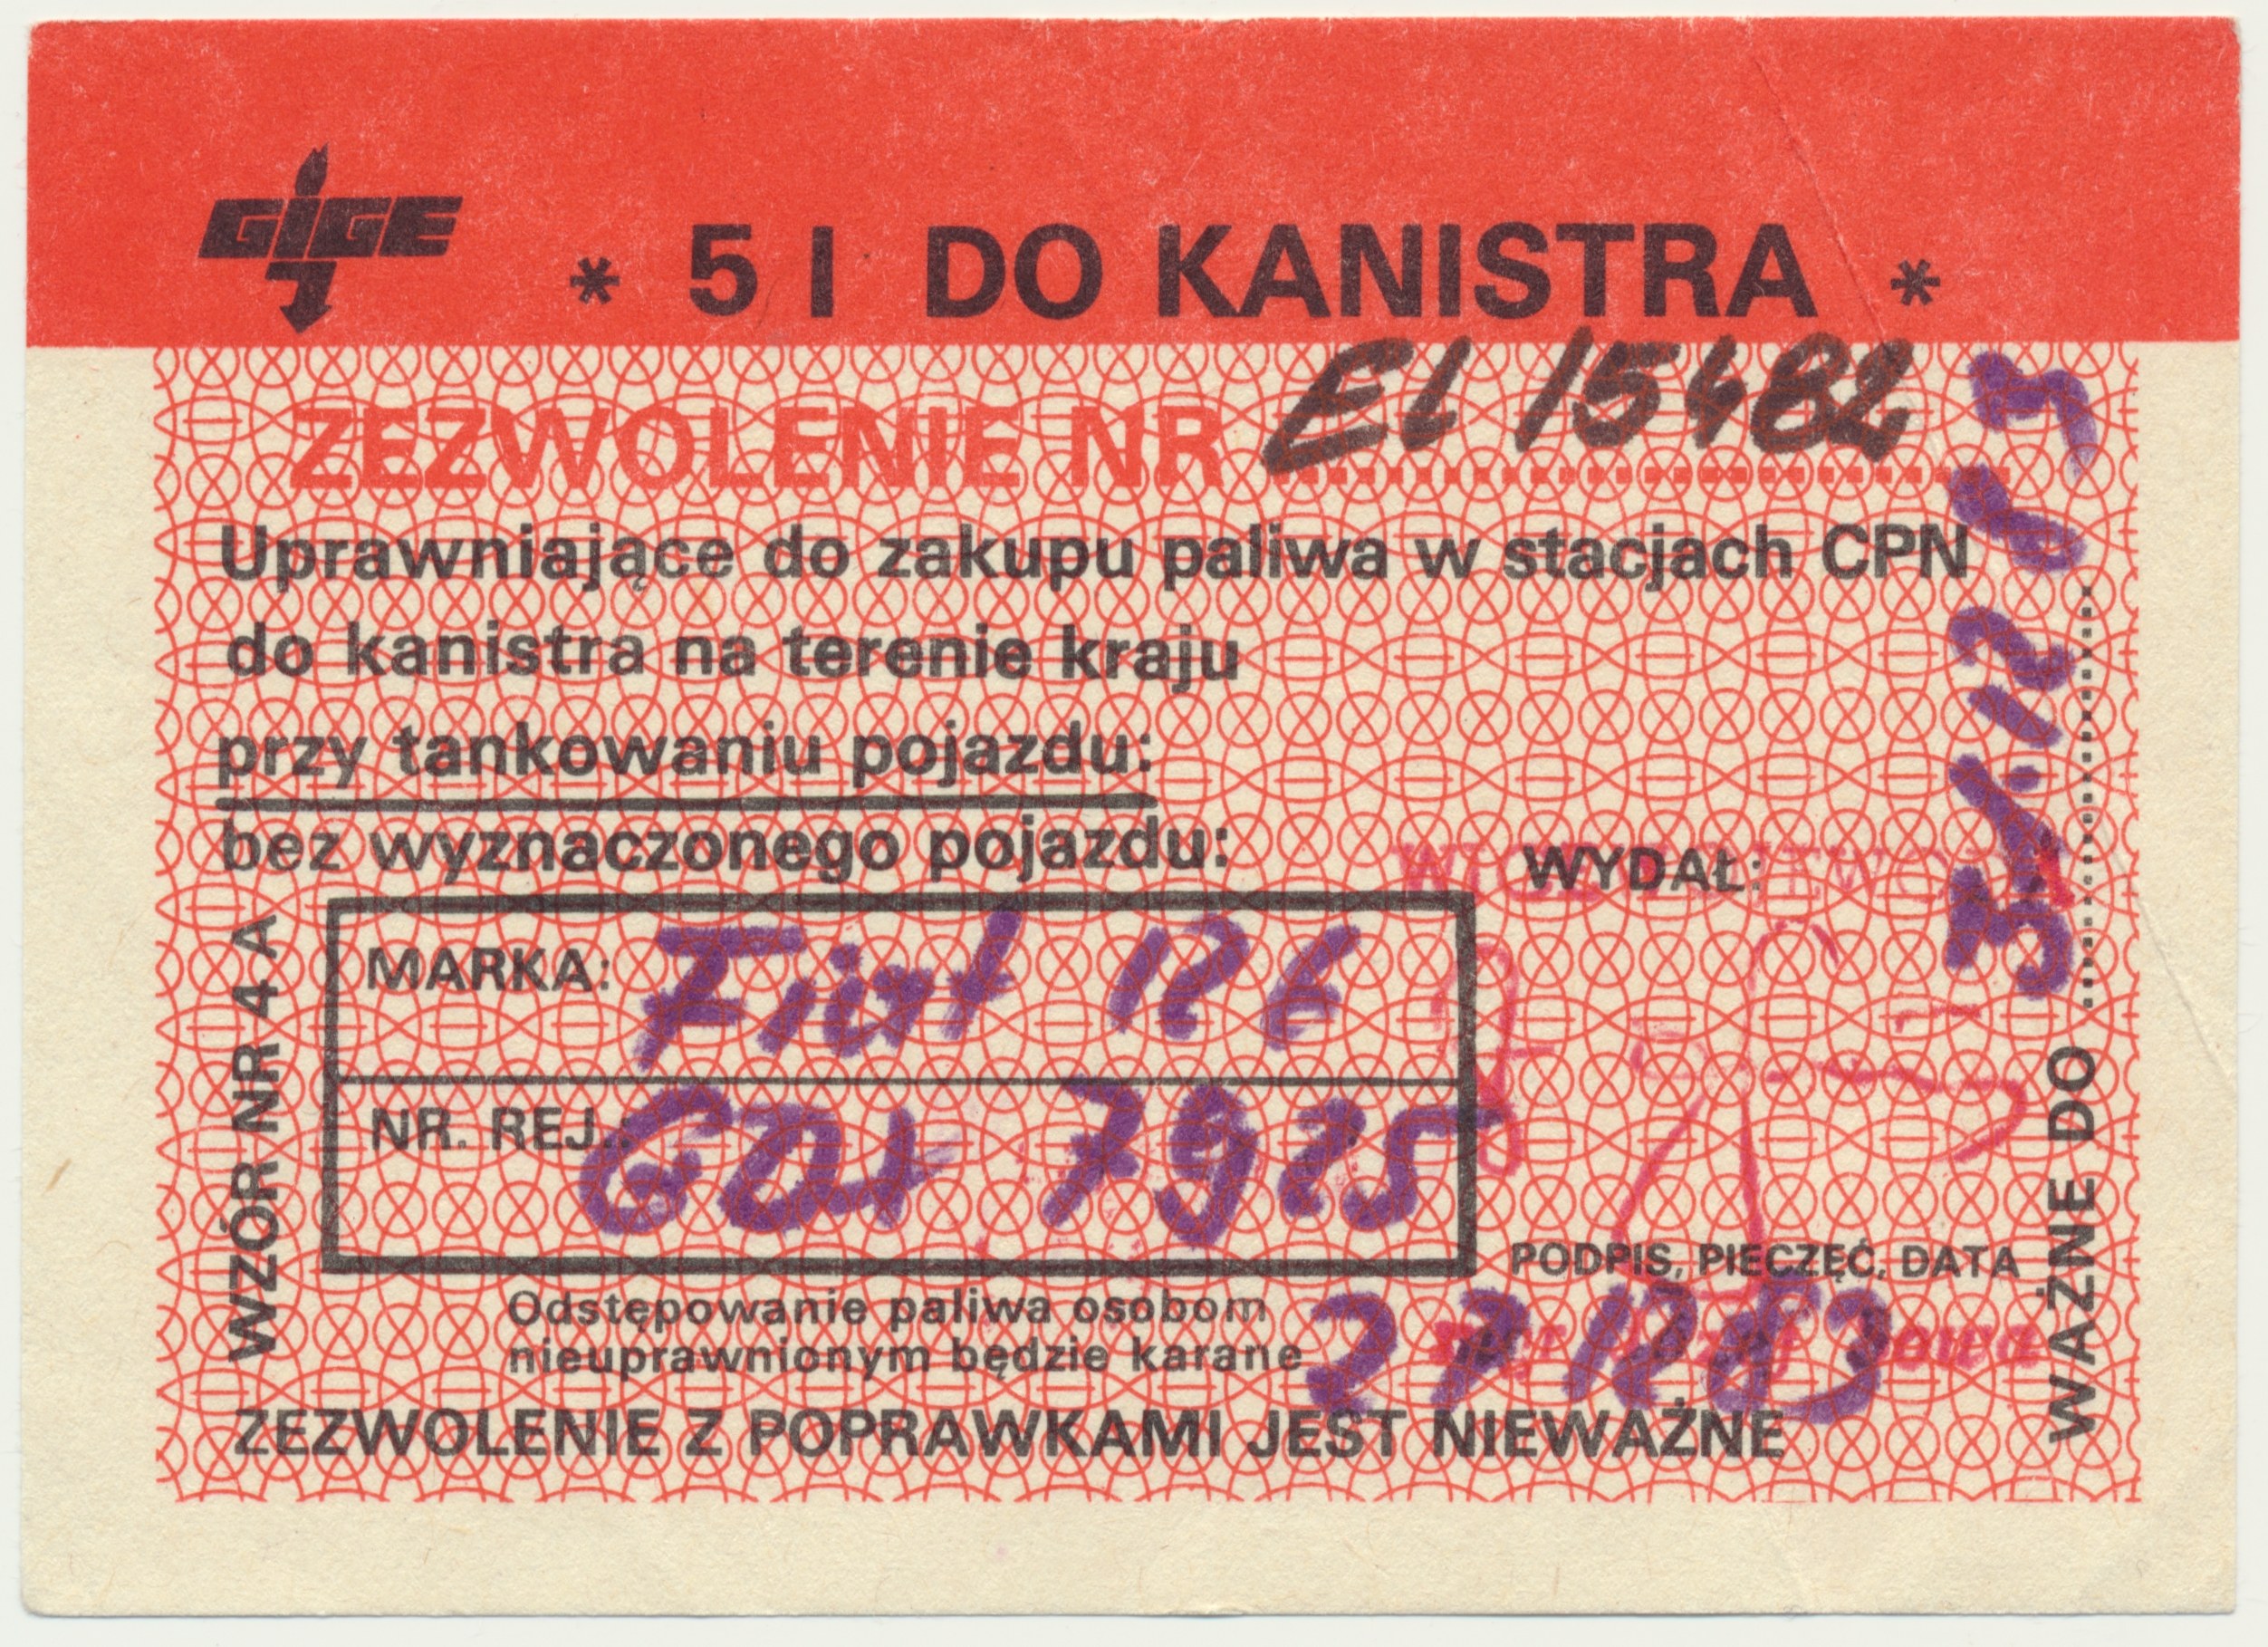 GIGE
* 5 l DO KANISTRA *
ZEZWOLENIE NR El 15482
Uprawniające do zakupu paliwa w stacjach CPN
do kanistra na terenie kraju
przy tankowaniu pojazdu:
bez wyznaczonego pojazdu:
WYDAŁ:
MARKA: Fiat 126
NR. REJ.: 7925
PODPIS, PIECZĘĆ, DATA
27 12 83
Odstępowanie paliwa osobom
nieuprawnionym będzie karane
ZEZWOLENIE Z POPRAWKAMI JEST NIEWAŻNE
WZÓR NR 4 A
WAŻNE DO 31.12 85